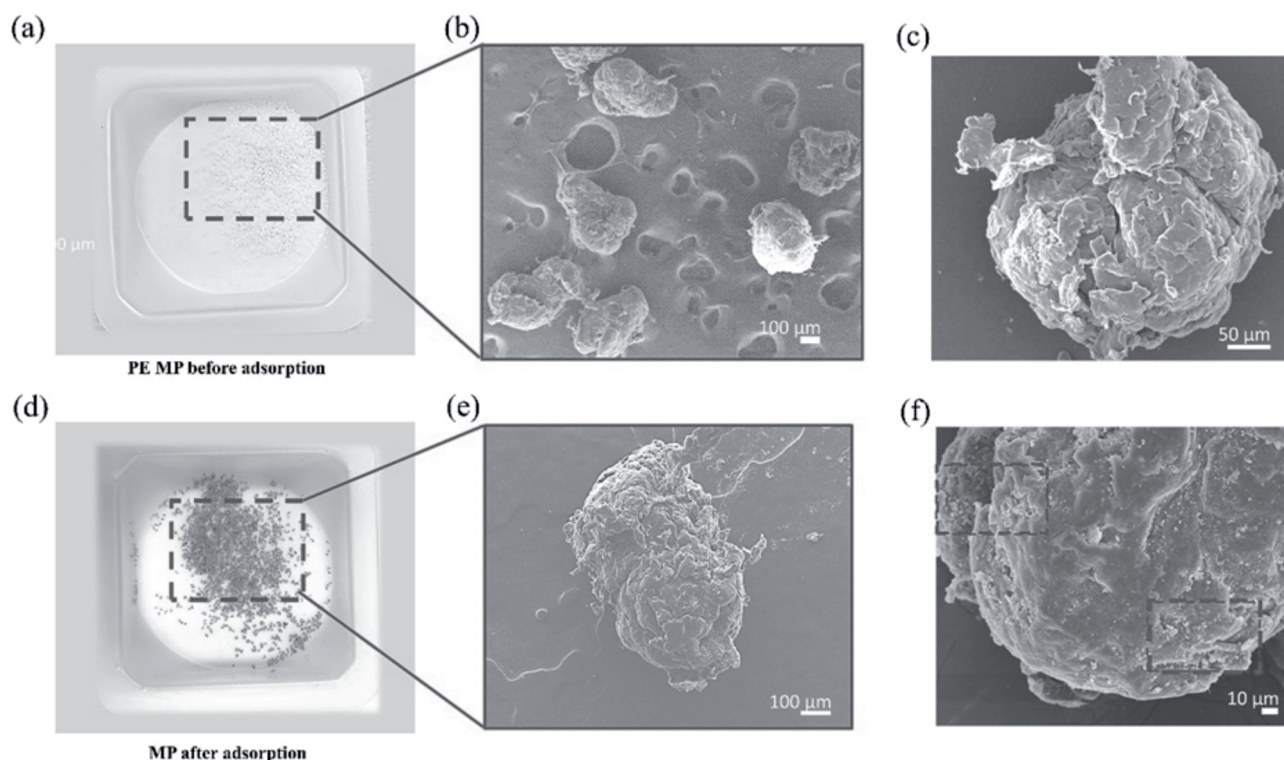 (a)
(b)
(c)
100 µm
50 µm
PE MP before adsorption
(d)
(e)
(f)
100 µm
10 µm
MP after adsorption